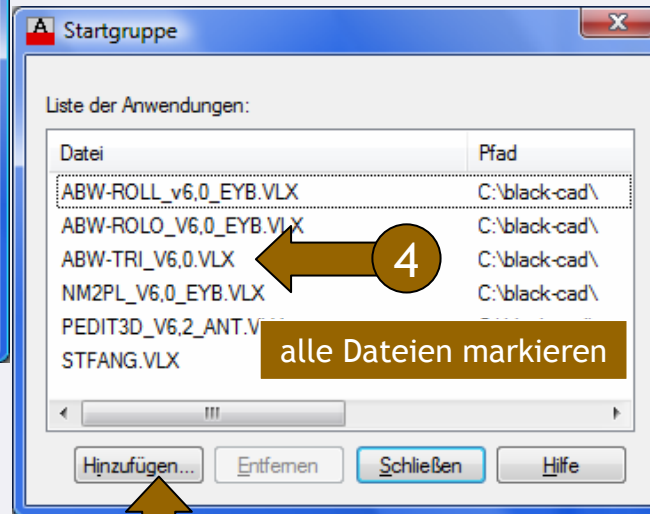 Startgruppe
Liste der Anwendungen:
Datei Pfad
ABW-ROLL_v6,0_EYB.VLX C:\black-cad\
ABW-ROLO_V6,0_EYB.VLX C:\black-cad\
ABW-TRI_V6,0.VLX 4 C:\black-cad\
NM2PL_V6,0_EYB.VLX C:\black-cad\
PEDIT3D_V6,2_ANT.V
alle Dateien markieren
STFANG.VLX
Hinzufügen... Entfernen Schließen Hilfe